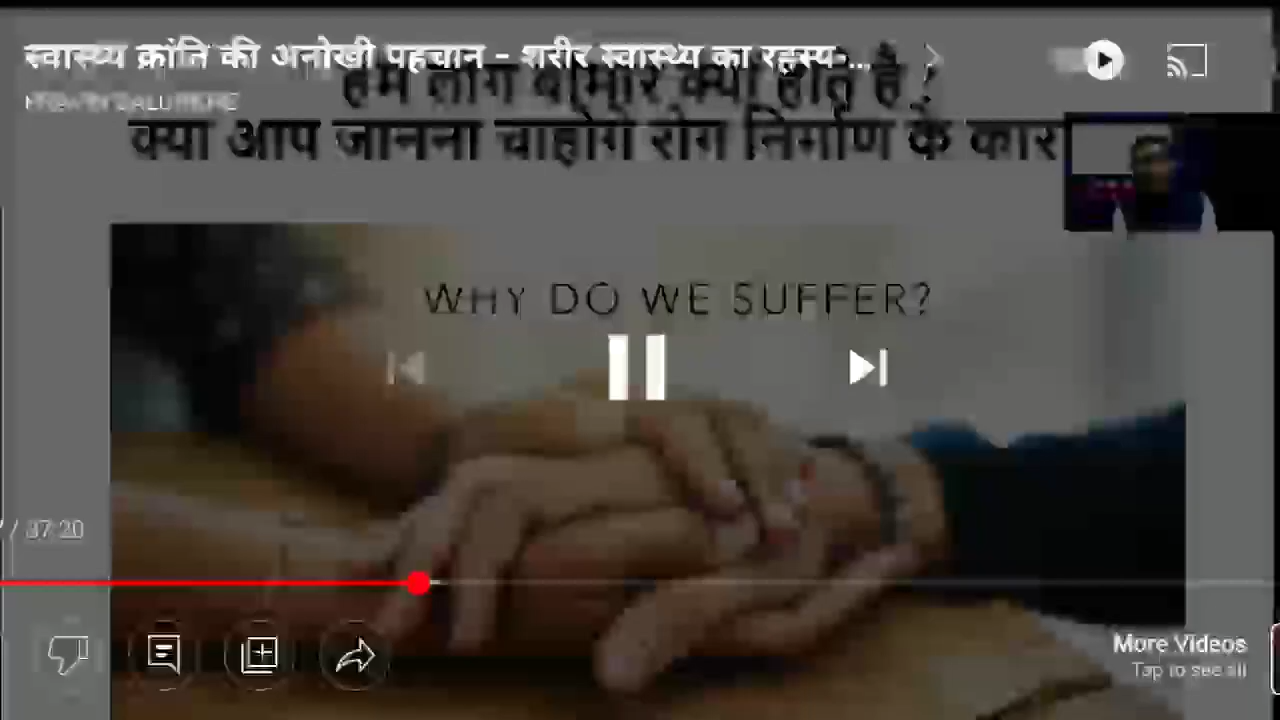 स्वास्थ्य क्रांति की अनोखी पहचान - शरीर स्वास्थ्य का रहस्य-...
हम लोग बीमार क्यों होते है ?
क्या आप जानना चाहोगे रोग निर्माण के कार
WHY DO WE SUFFER?
/ 37:20
More Videos
Tap to see all